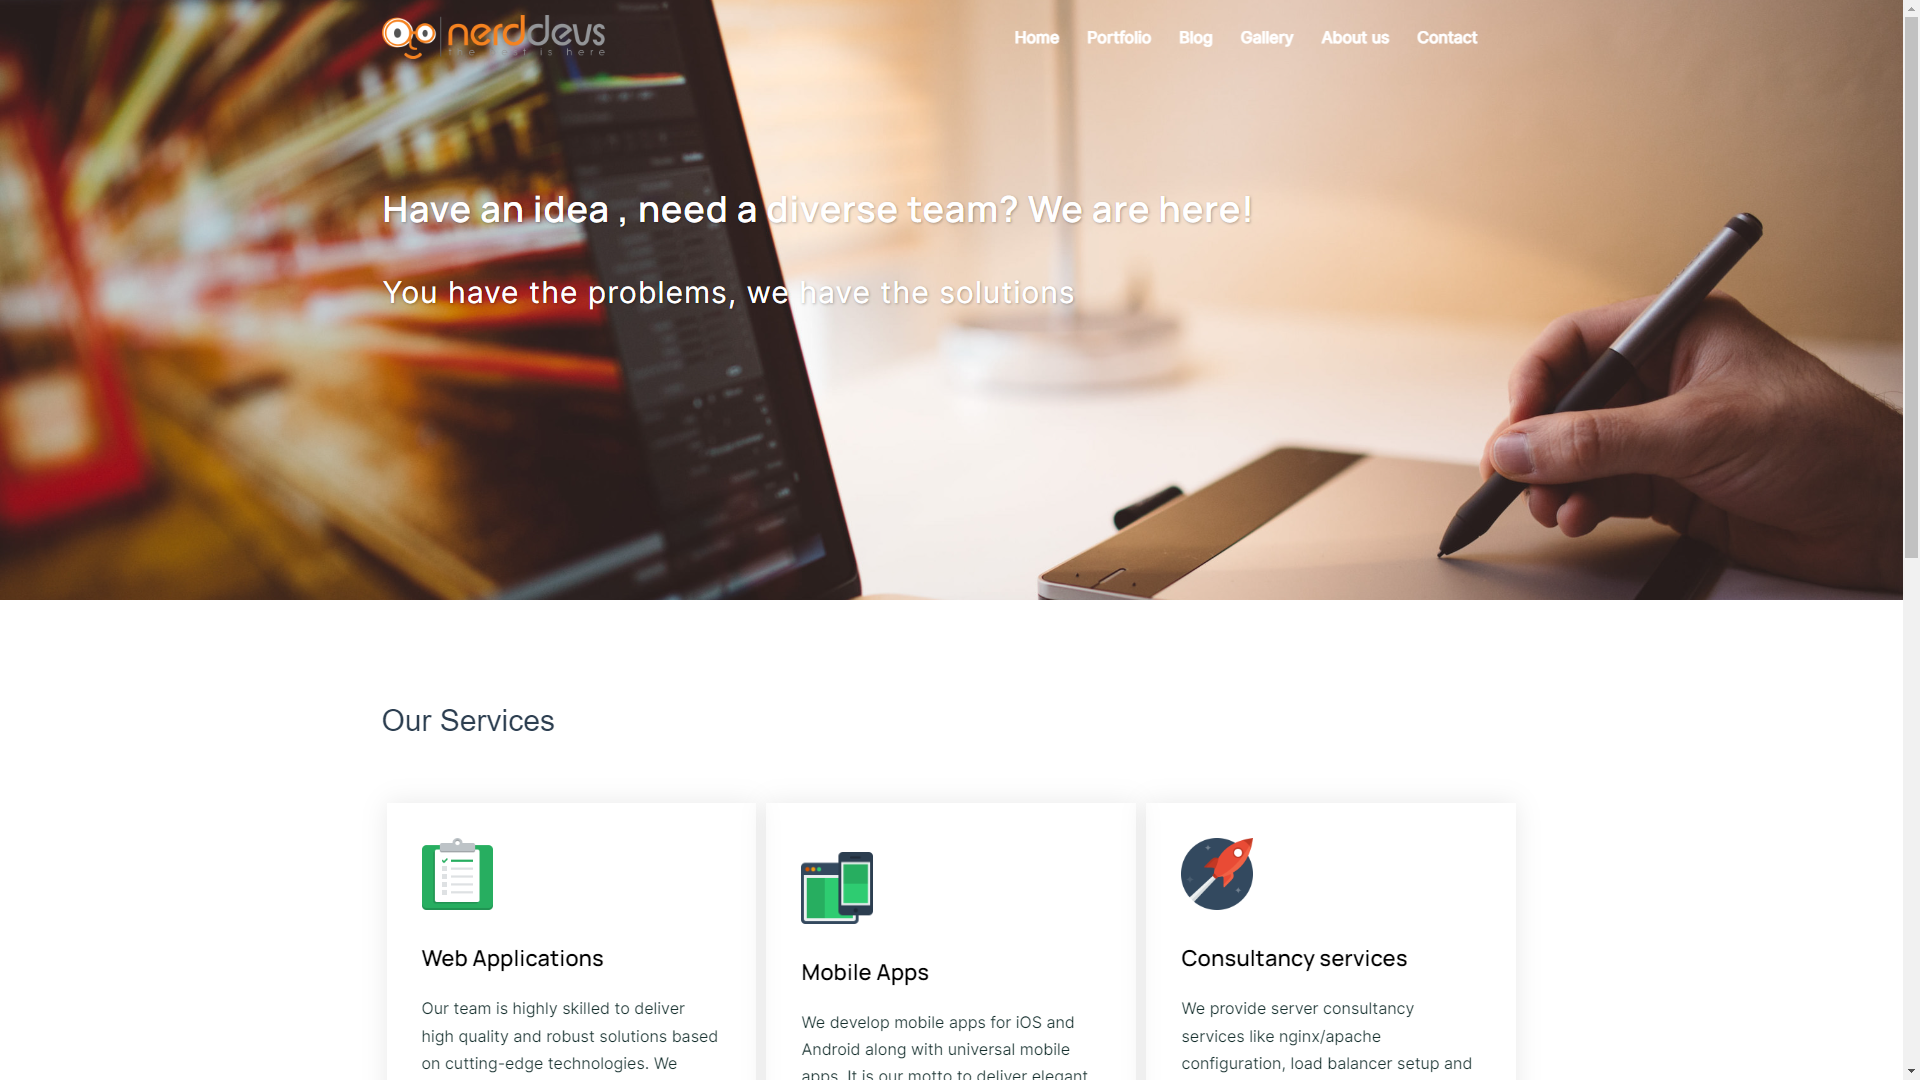 nerddevs
Home Portfolio Blog Gallery About us Contact
Have an idea , need a diverse team? We are here!
You have the problems, we have the solutions
Our Services
Web Applications
Our team is highly skilled to deliver
high quality and robust solutions based
on cutting-edge technologies. We
Mobile Apps
We develop mobile apps for iOS and
Android along with universal mobile
apps. It is our motto to deliver elegant
Consultancy services
We provide server consultancy
services like nginx/apache
configuration, load balancer setup and